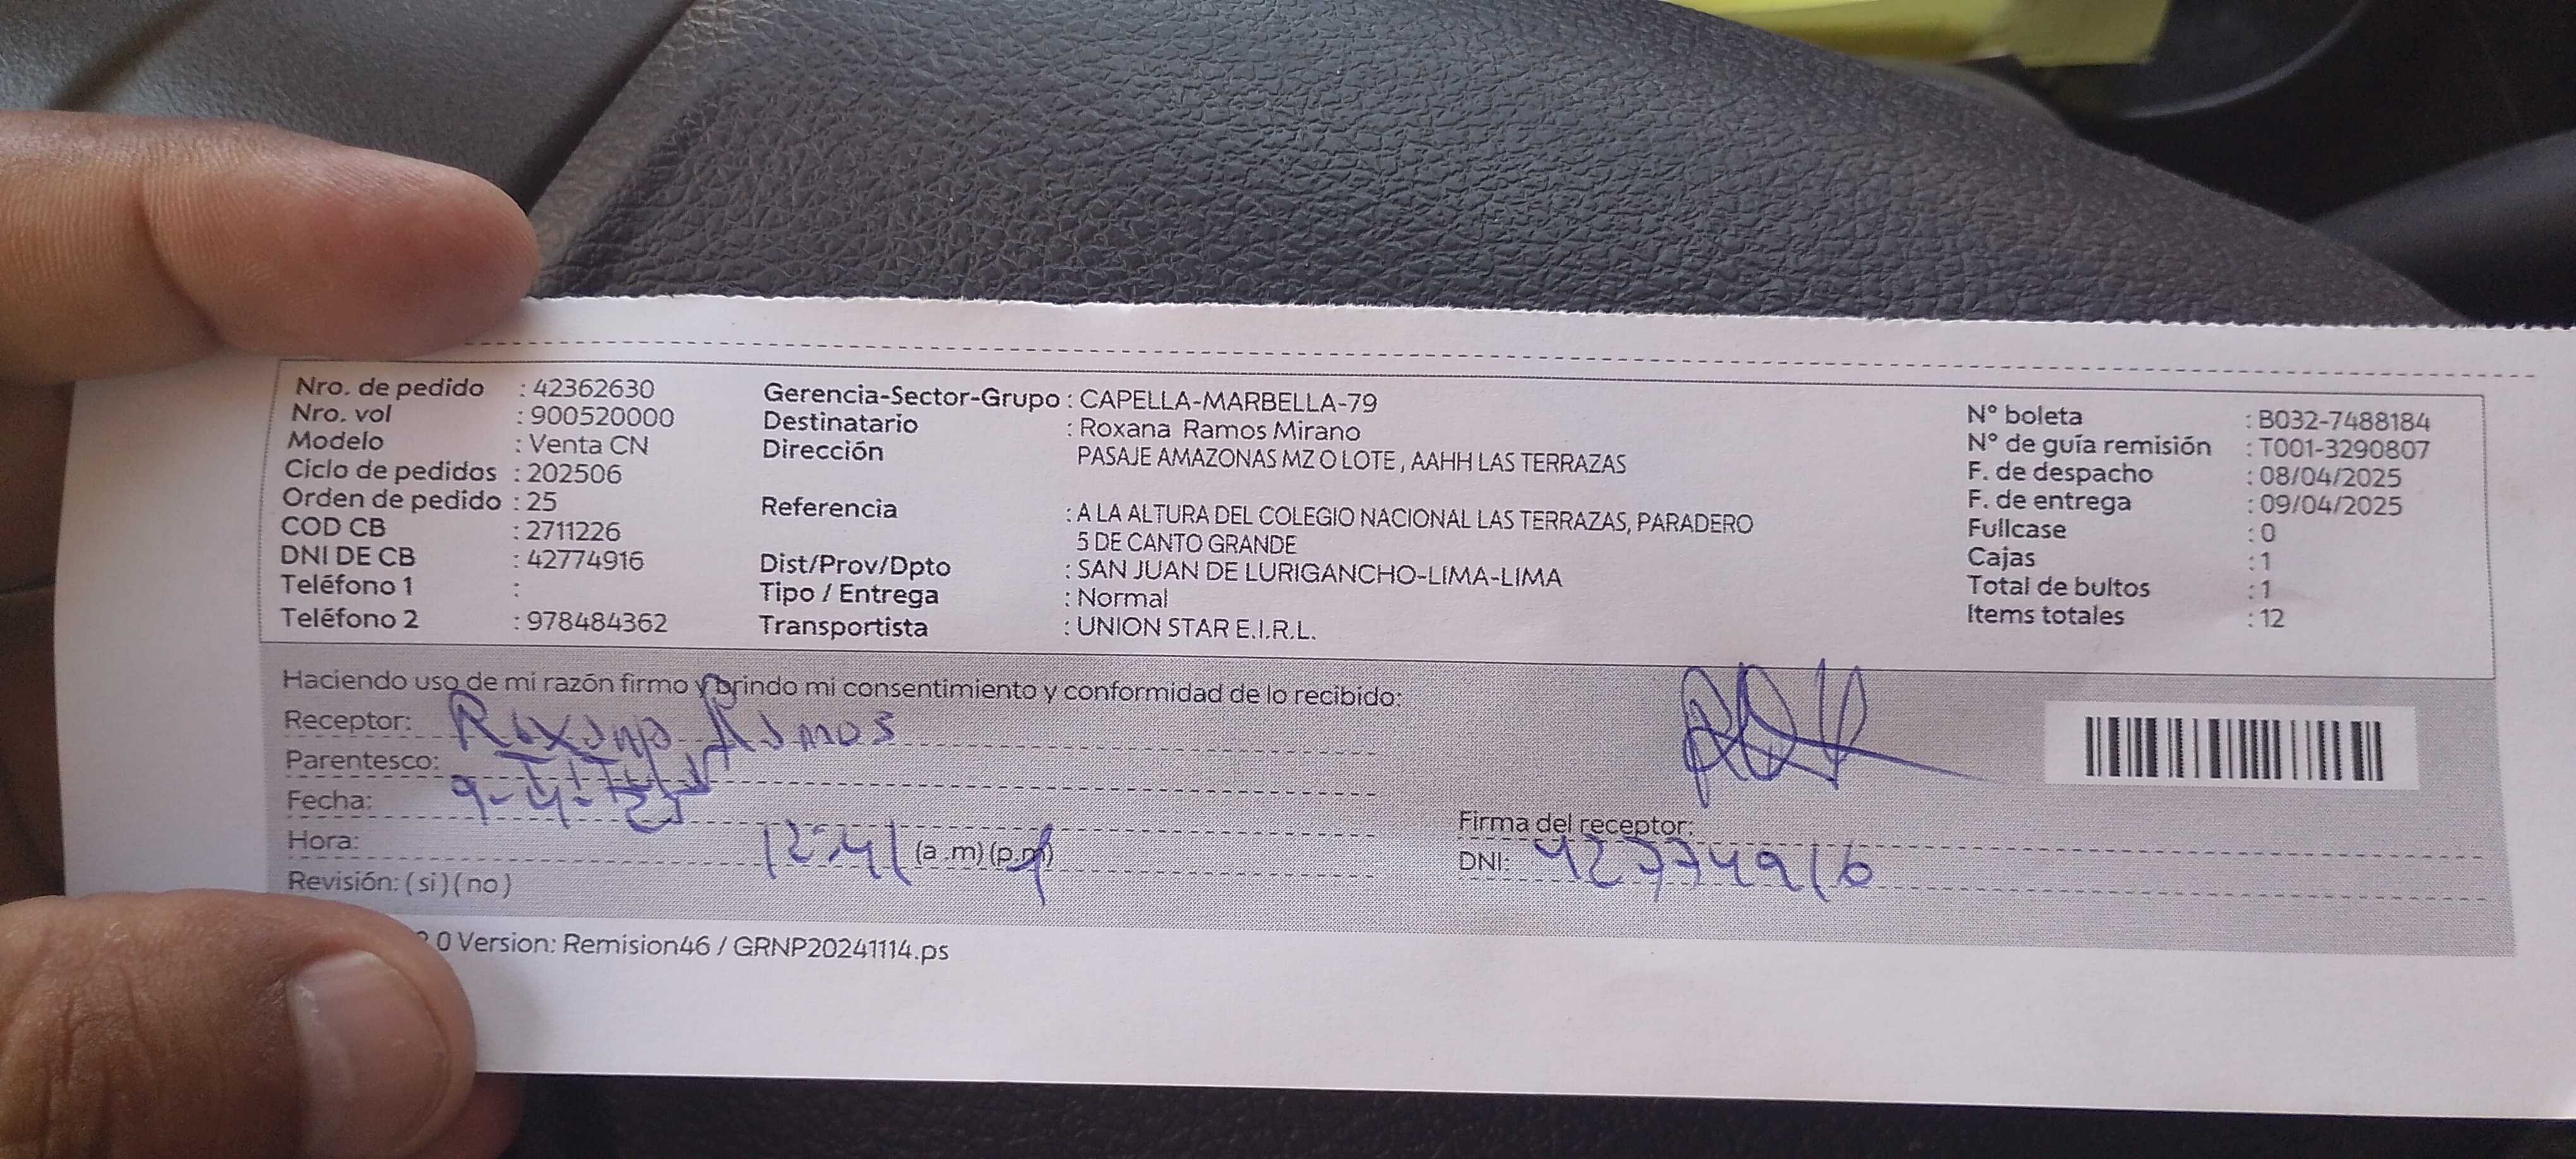 Nro. de pedido : 42362630
Nro. vol : 900520000
Modelo : Venta CN
Ciclo de pedidos : 202506
Orden de pedido : 25
COD CB : 2711226
DNI DE CB : 42774916
Teléfono 1 :
Teléfono 2 : 978484362
Gerencia-Sector-Grupo : CAPELLA-MARBELLA-79
Destinatario : Roxana Ramos Mirano
Dirección PASAJE AMAZONAS MZ O LOTE , AAHH LAS TERRAZAS
Referencia : A LA ALTURA DEL COLEGIO NACIONAL LAS TERRAZAS, PARADERO
5 DE CANTO GRANDE
Dist/Prov/Dpto : SAN JUAN DE LURIGANCHO-LIMA-LIMA
Tipo / Entrega : Normal
Transportista : UNION STAR E.I.R.L.
N° boleta : B032-7488184
N° de guía remisión : T001-3290807
F. de despacho : 08/04/2025
F. de entrega : 09/04/2025
Fullcase : 0
Cajas : 1
Total de bultos : 1
Items totales : 12
Haciendo uso de mi razón firmo y brindo mi consentimiento y conformidad de lo recibido:
Receptor: Roxana Ramos
Parentesco: Titular
Fecha: 9-4-25
Hora: 12:41 (a.m)(p.m)
Revisión: (si)(no)
Firma del receptor:
DNI: 42774916
.0 Version: Remision46 / GRNP20241114.ps